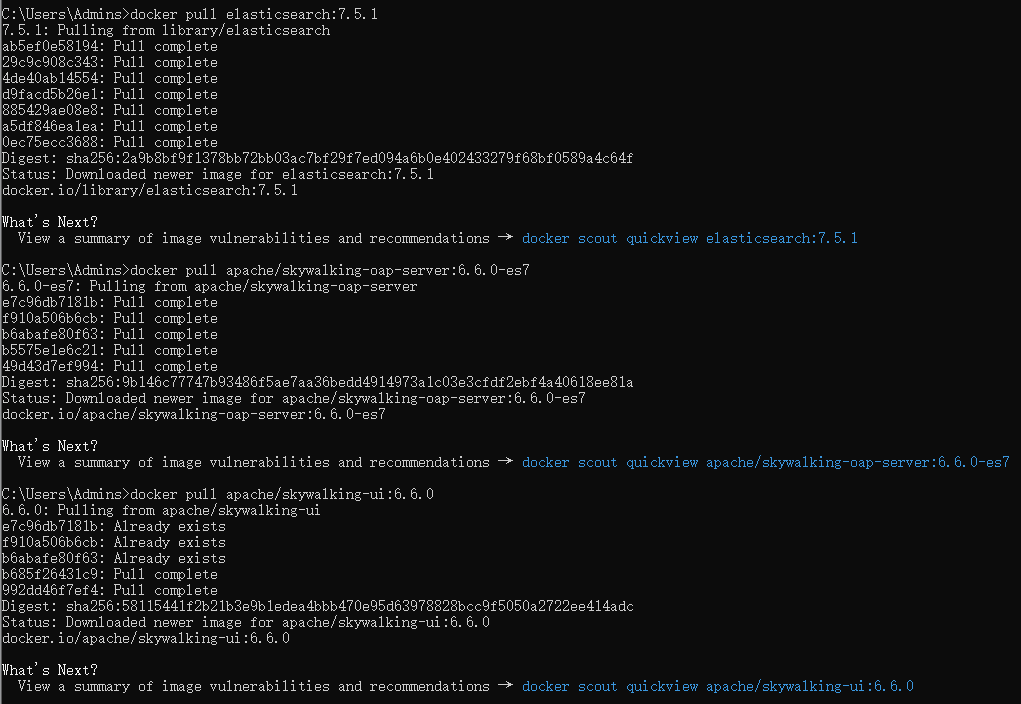 C:\Users\Admins>docker pull elasticsearch:7.5.1
7.5.1: Pulling from library/elasticsearch
ab5ef0e58194: Pull complete
29c9c908c343: Pull complete
4de40ab14554: Pull complete
d9facd5b26e1: Pull complete
885429ae08e8: Pull complete
a5df846ea1ea: Pull complete
0ec75ecc3688: Pull complete
Digest: sha256:2a9b8bf9f1378bb72bb03ac7bf29f7ed094a6b0e402433279f68bf0589a4c64f
Status: Downloaded newer image for elasticsearch:7.5.1
docker.io/library/elasticsearch:7.5.1
What's Next?
View a summary of image vulnerabilities and recommendations → docker scout quickview elasticsearch:7.5.1
C:\Users\Admins>docker pull apache/skywalking-oap-server:6.6.0-es7
6.6.0-es7: Pulling from apache/skywalking-oap-server
e7c96db7181b: Pull complete
f910a506b6cb: Pull complete
b6abafe80f63: Pull complete
b5575e1e6c21: Pull complete
49d43d7ef994: Pull complete
Digest: sha256:9b146c77747b93486f5ae7aa36bedd4914973a1c03e3cfdf2ebf4a40618ee81a
Status: Downloaded newer image for apache/skywalking-oap-server:6.6.0-es7
docker.io/apache/skywalking-oap-server:6.6.0-es7
What's Next?
View a summary of image vulnerabilities and recommendations → docker scout quickview apache/skywalking-oap-server:6.6.0-es7
C:\Users\Admins>docker pull apache/skywalking-ui:6.6.0
6.6.0: Pulling from apache/skywalking-ui
e7c96db7181b: Already exists
f910a506b6cb: Already exists
b6abafe80f63: Already exists
b685f26431c9: Pull complete
992dd46f7ef4: Pull complete
Digest: sha256:58115441f2b21b3e9b1edea4bbb470e95d63978828bcc9f5050a2722ee414adc
Status: Downloaded newer image for apache/skywalking-ui:6.6.0
docker.io/apache/skywalking-ui:6.6.0
What's Next?
View a summary of image vulnerabilities and recommendations → docker scout quickview apache/skywalking-ui:6.6.0